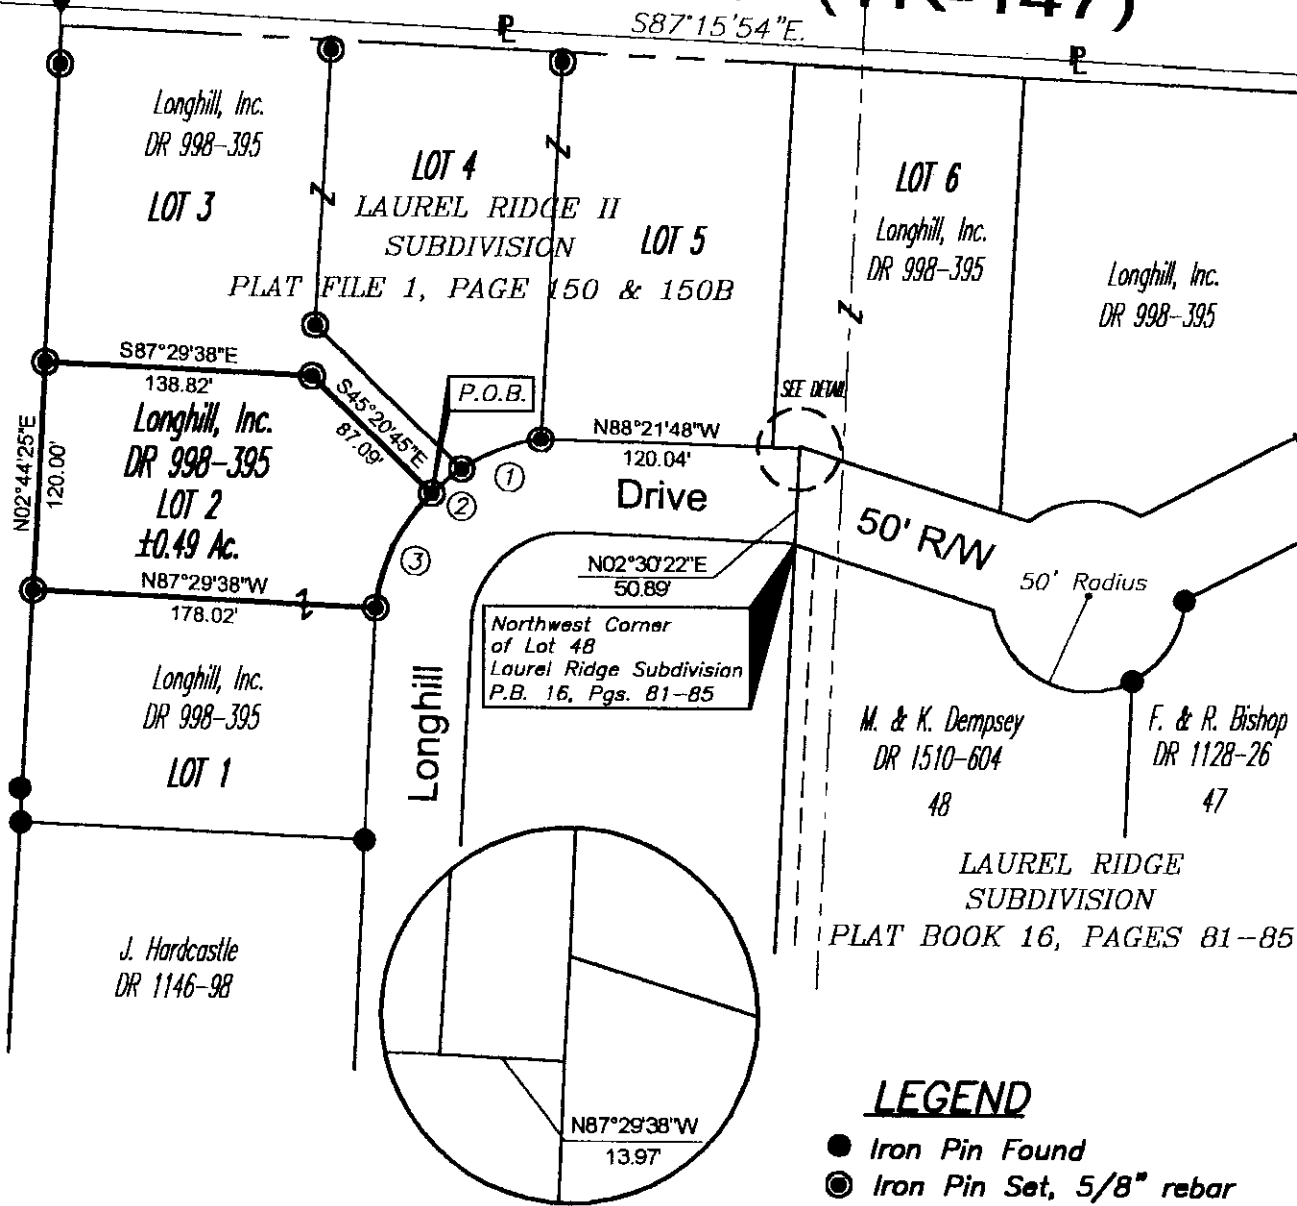 (TR-147)
S87°15'54"E.
PL
PL
Longhill, Inc.
DR 998-395
LOT 3
LOT 4
LAUREL RIDGE II
SUBDIVISION
PLAT FILE 1, PAGE 150 & 150B
LOT 5
LOT 6
Longhill, Inc.
DR 998-395
Longhill, Inc.
DR 998-395
SEE DETAIL
S87°29'38"E
138.82'
S45°20'45"E
87.09'
P.O.B.
N88°21'48"W
120.04'
Drive
1
2
3
N02°44'25"E
120.00'
Longhill, Inc.
DR 998-395
LOT 2
±0.49 Ac.
N87°29'38"W
178.02'
50' R/W
50' Radius
N02°30'22"E
50.89'
Northwest Corner
of Lot 48
Laurel Ridge Subdivision
P.B. 16, Pgs. 81-85
Longhill
Longhill, Inc.
DR 998-395
LOT 1
M. & K. Dempsey
DR 1510-604
48
F. & R. Bishop
DR 1128-26
47
LAUREL RIDGE
SUBDIVISION
PLAT BOOK 16, PAGES 81-85
J. Hardcastle
DR 1146-98
N87°29'38"W
13.97'
LEGEND
Iron Pin Found
Iron Pin Set, 5/8" rebar